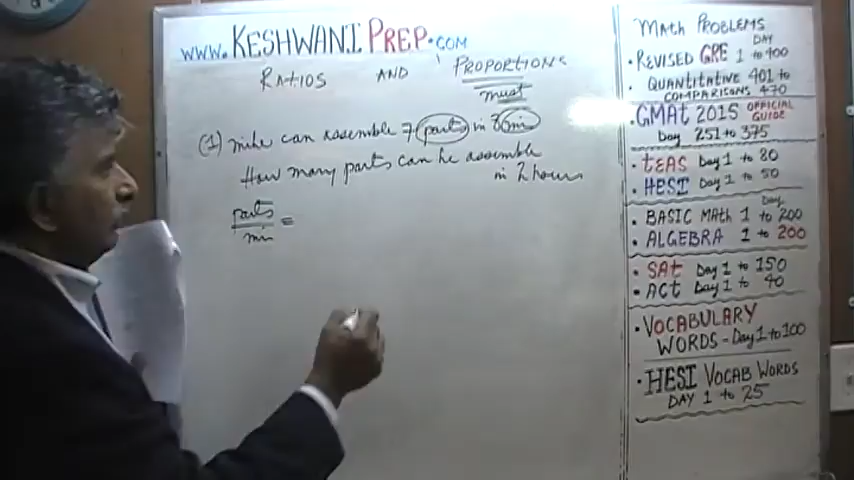 www.KESHWANI PREP.COM
RATIOS AND PROPORTIONS
must
(1) mike can assemble 7 parts in 36 min
How many parts can he assemble
in 2 hours
parts
min =
Math PROBLEMS
DAY
• REVISED GRE 1 to 400
• QUANTITATIVE 401 to
COMPARISONS 470
• GMAt 2015 OFFICIAL GUIDE
Day 251 to 375
• tEAS Day 1 to 80
• HESI Day 1 to 50
Day
• BASIC MAth 1 to 200
• ALGEBRA 1 to 200
• SAt Day 1 to 150
• ACt Day 1 to 40
• VOCABULARY
WORDS - Day 1 to 100
• HESI VOCAB WORDS
DAY 1 to 25